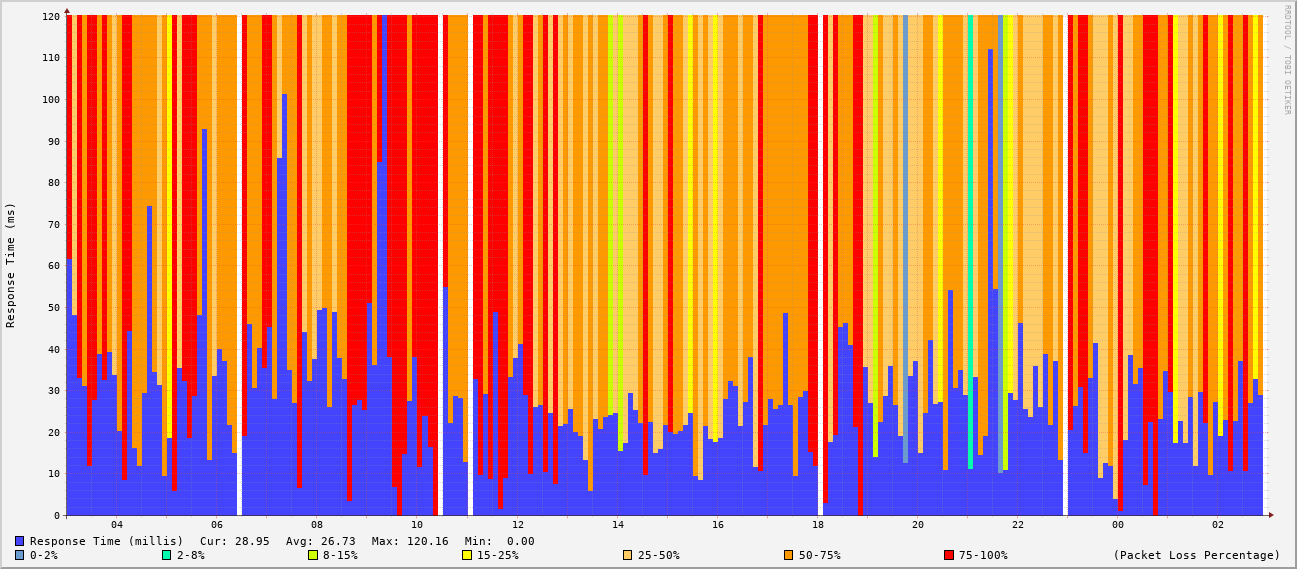 RRDTOOL / TOBI OETIKER
Response Time (ms)
120
110
100
90
80
70
60
50
40
30
20
10
0
04 06 08 10 12 14 16 18 20 22 00 02
Response Time (millis) Cur: 28.95 Avg: 26.73 Max: 120.16 Min: 0.00
0-2% 2-8% 8-15% 15-25% 25-50% 50-75% 75-100% (Packet Loss Percentage)